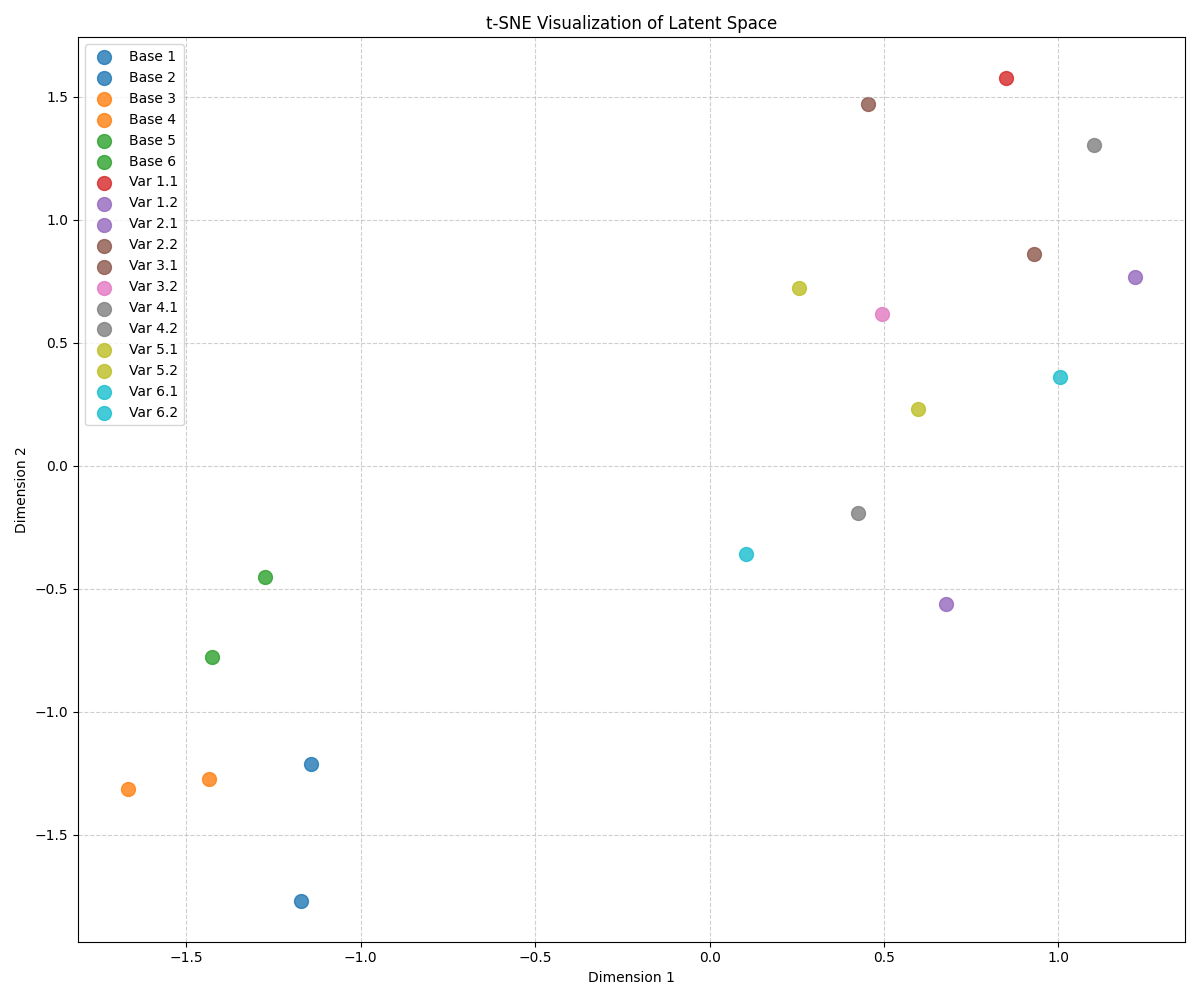 t-SNE Visualization of Latent Space
Base 1
Base 2
Base 3
Base 4
Base 5
Base 6
Var 1.1
Var 1.2
Var 2.1
Var 2.2
Var 3.1
Var 3.2
Var 4.1
Var 4.2
Var 5.1
Var 5.2
Var 6.1
Var 6.2
1.5
1.0
0.5
0.0
−0.5
−1.0
−1.5
Dimension 2
−1.5
−1.0
−0.5
0.0
0.5
1.0
Dimension 1